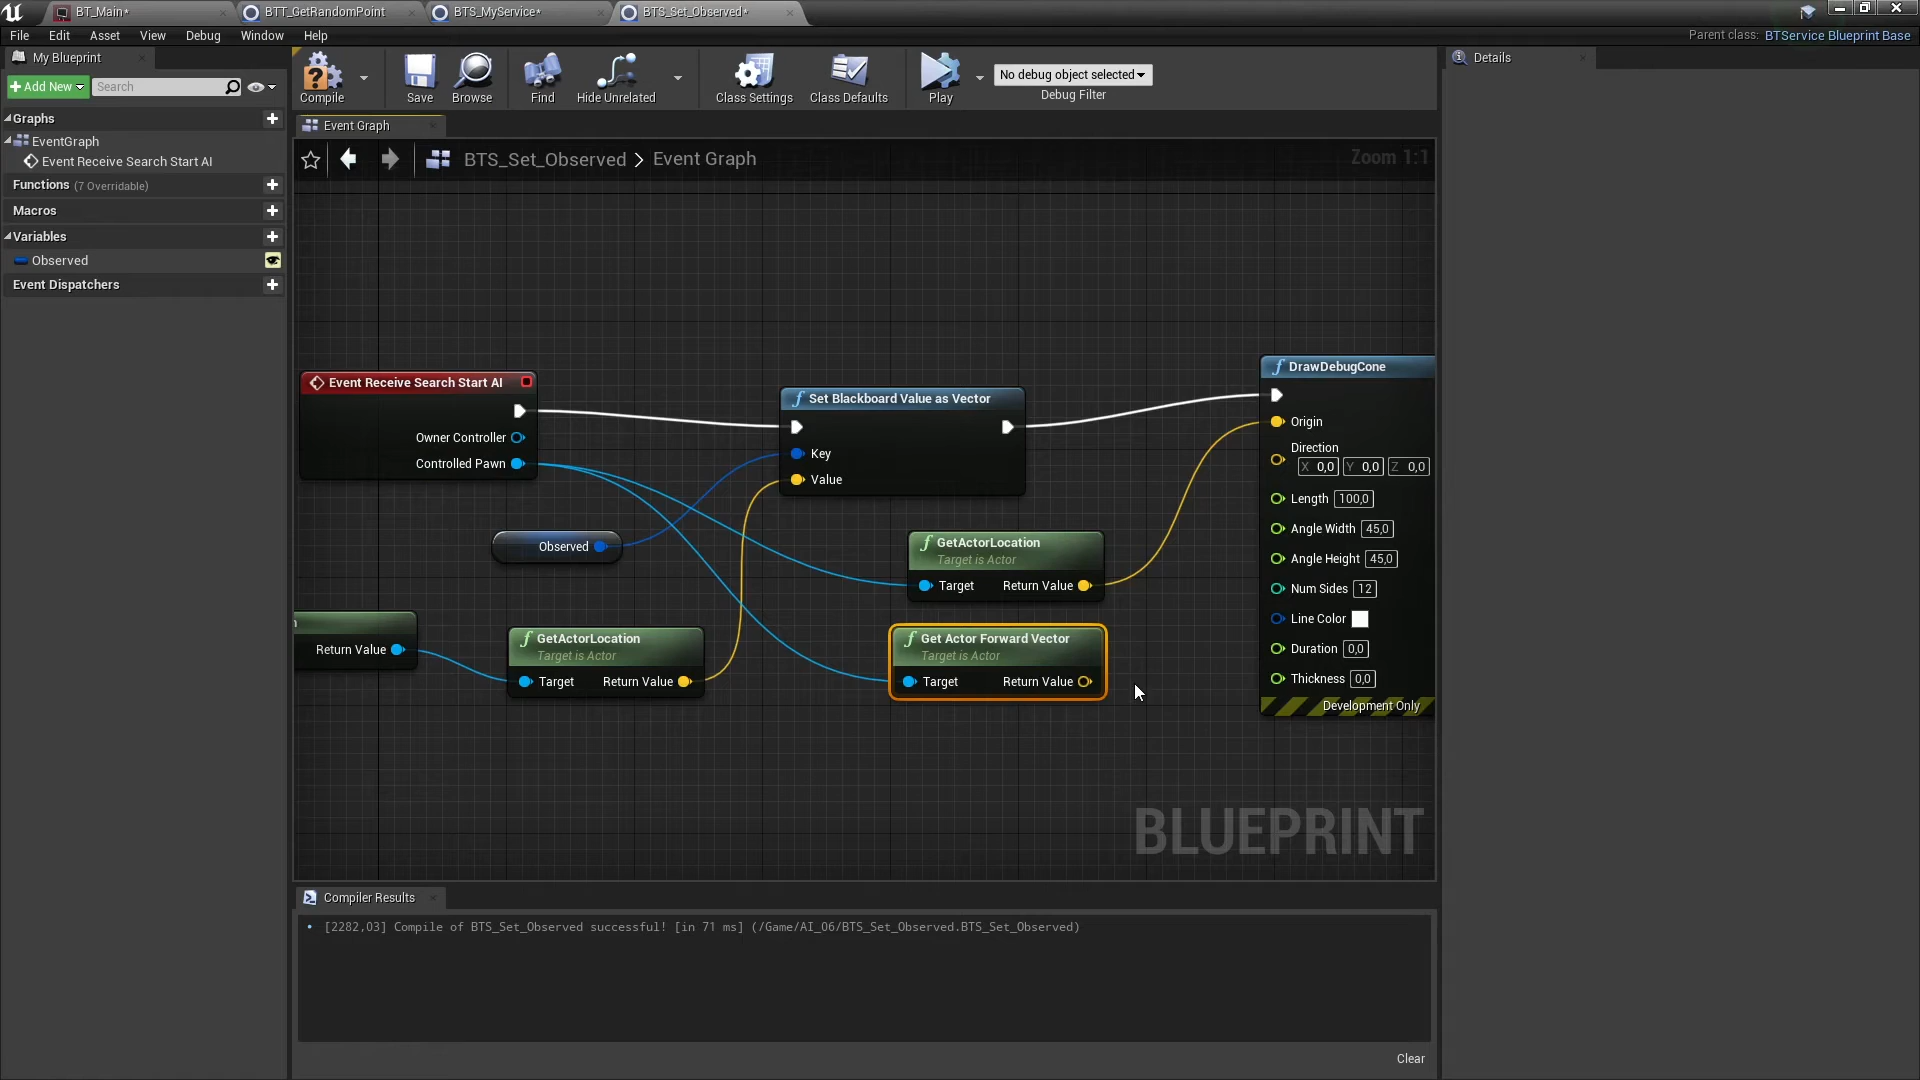 BT_Main*
BTT_GetRandomPoint
BTS_MyService*
BTS_Set_Observed*
File Edit Asset View Debug Window Help
Parent class: BTService Blueprint Base
My Blueprint
Add New
Search
Compile
Save
Browse
Find
Hide Unrelated
Class Settings
Class Defaults
Play
No debug object selected
Debug Filter
Details
Graphs
EventGraph
Event Receive Search Start AI
Functions (7 Overridable)
Macros
Variables
Observed
Event Dispatchers
Event Graph
BTS_Set_Observed > Event Graph
Zoom 1:1
Event Receive Search Start AI
Owner Controller
Controlled Pawn
Observed
Return Value
GetActorLocation
Target is Actor
Target Return Value
Set Blackboard Value as Vector
Key
Value
GetActorLocation
Target is Actor
Target Return Value
Get Actor Forward Vector
Target is Actor
Target Return Value
DrawDebugCone
Origin
Direction
X 0,0 Y 0,0 Z 0,0
Length 100,0
Angle Width 45,0
Angle Height 45,0
Num Sides 12
Line Color
Duration 0,0
Thickness 0,0
Development Only
BLUEPRINT
Compiler Results
[2282,03] Compile of BTS_Set_Observed successful! [in 71 ms] (/Game/AI_06/BTS_Set_Observed.BTS_Set_Observed)
Clear